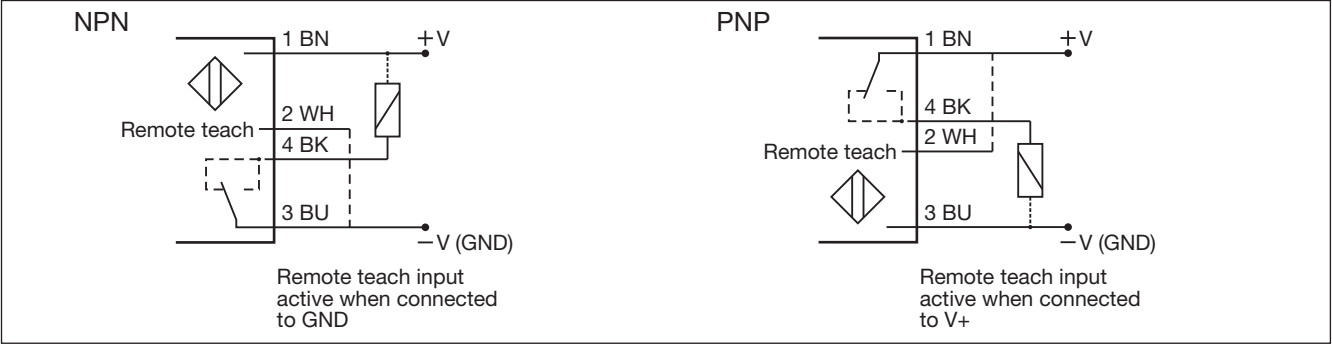 NPN
1 BN
+V
2 WH
Remote teach
4 BK
3 BU
−V (GND)
Remote teach input
active when connected
to GND
PNP
1 BN
+V
4 BK
2 WH
Remote teach
3 BU
−V (GND)
Remote teach input
active when connected
to V+